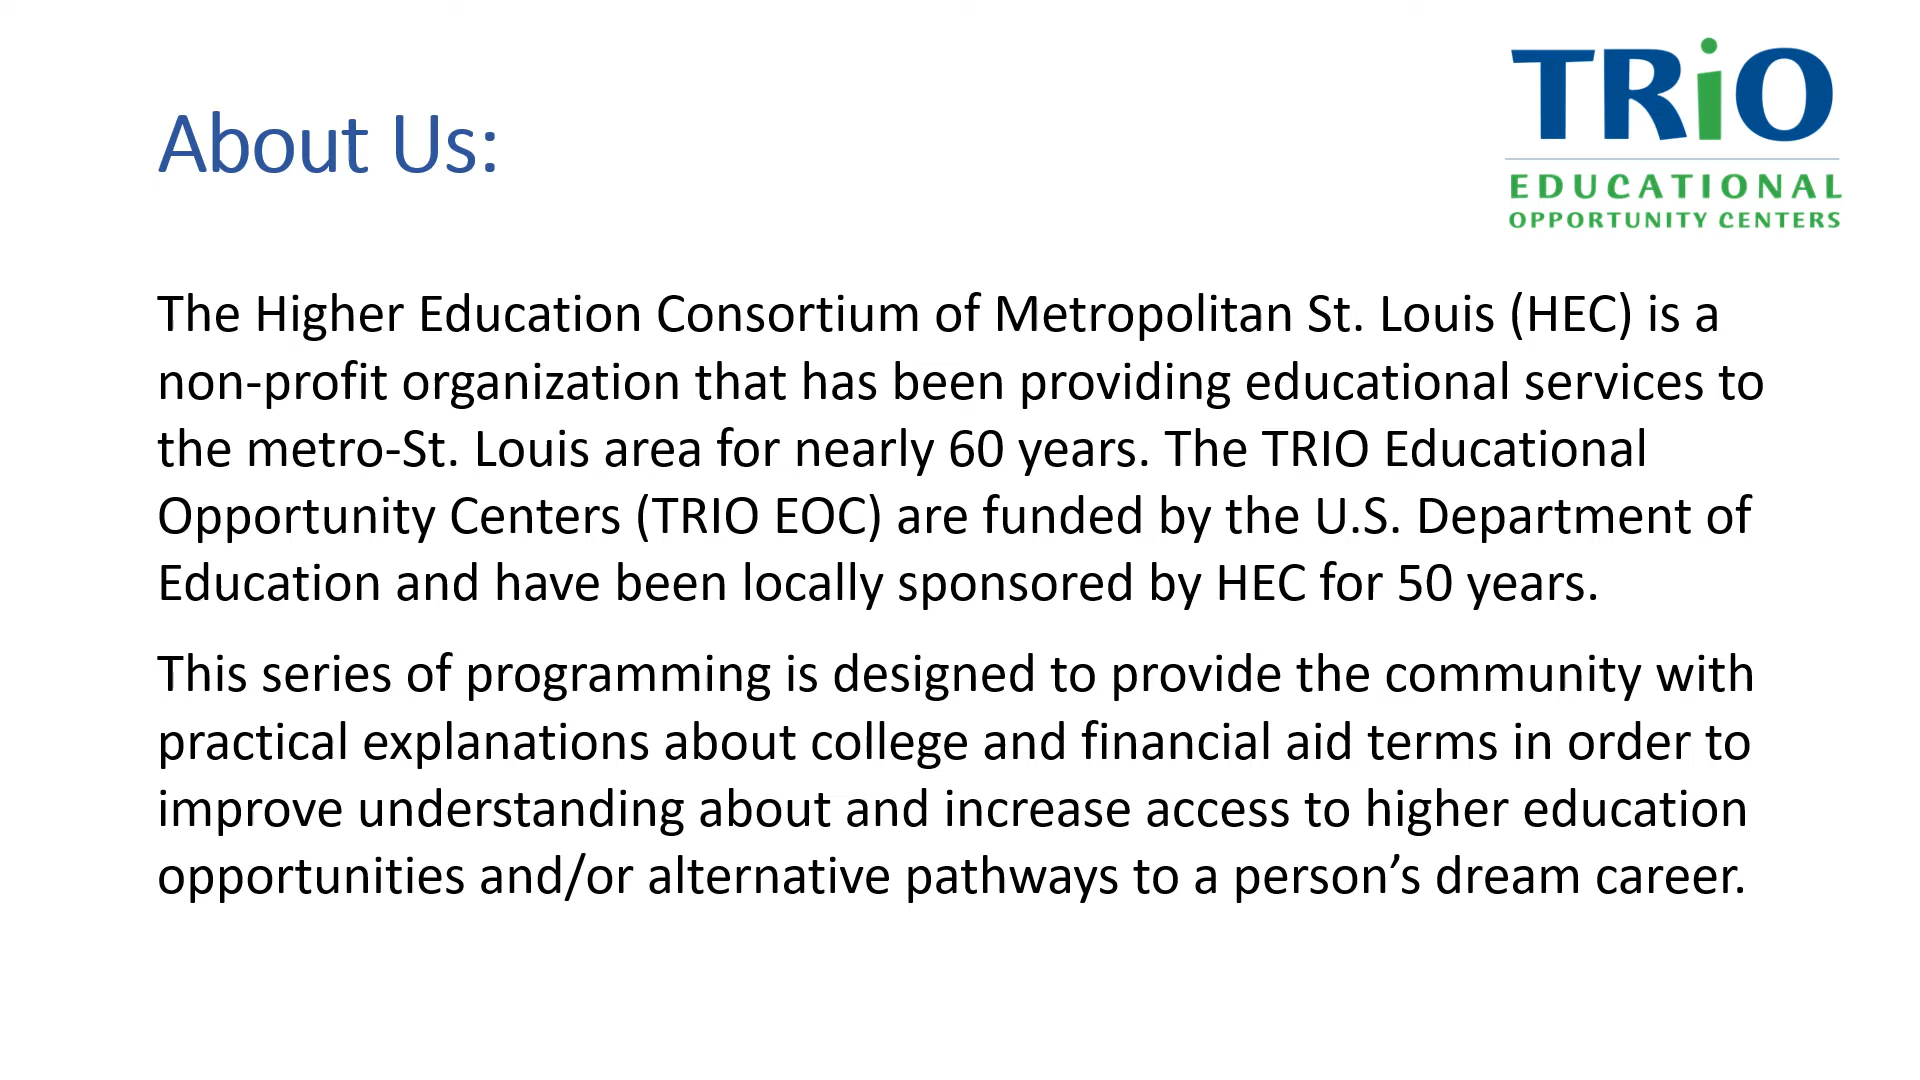 About Us:
TRiO
EDUCATIONAL
OPPORTUNITY CENTERS
The Higher Education Consortium of Metropolitan St. Louis (HEC) is a
non-profit organization that has been providing educational services to
the metro-St. Louis area for nearly 60 years. The TRIO Educational
Opportunity Centers (TRIO EOC) are funded by the U.S. Department of
Education and have been locally sponsored by HEC for 50 years.
This series of programming is designed to provide the community with
practical explanations about college and financial aid terms in order to
improve understanding about and increase access to higher education
opportunities and/or alternative pathways to a person’s dream career.